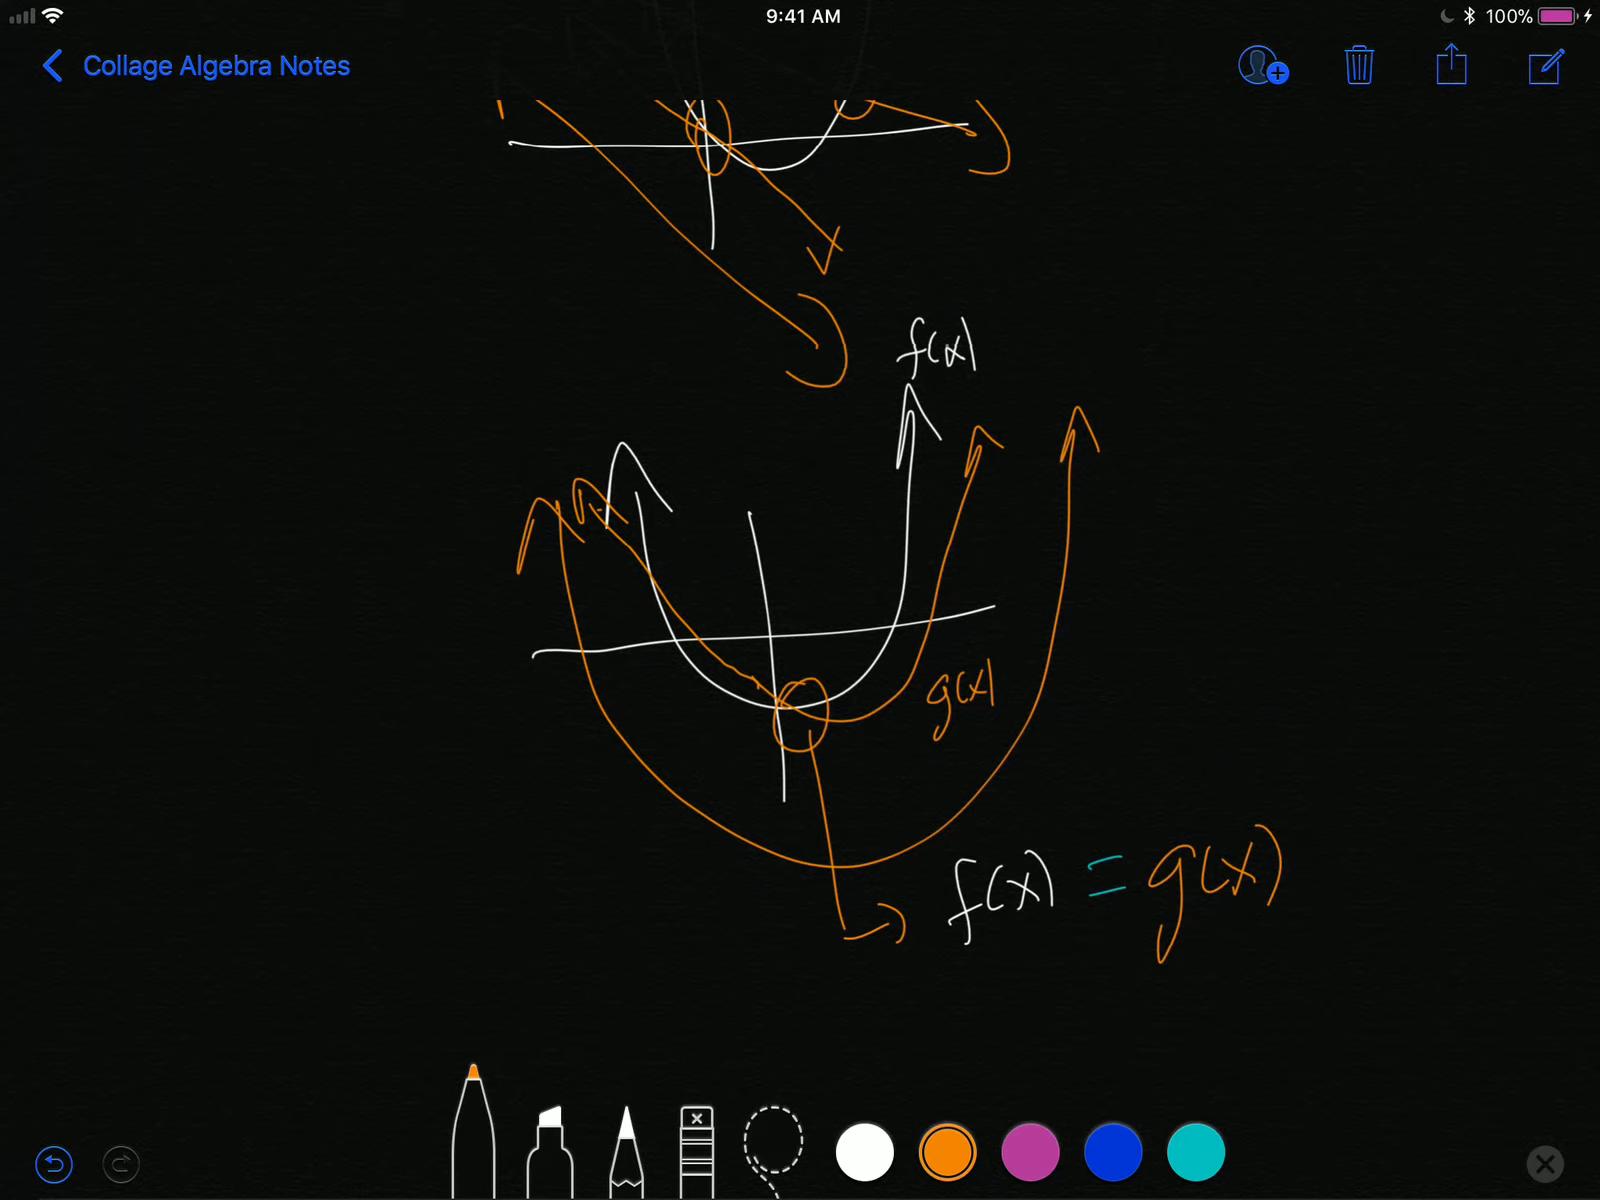 9:41 AM
100%
Collage Algebra Notes
f(x)
g(x)
f(x) = g(x)